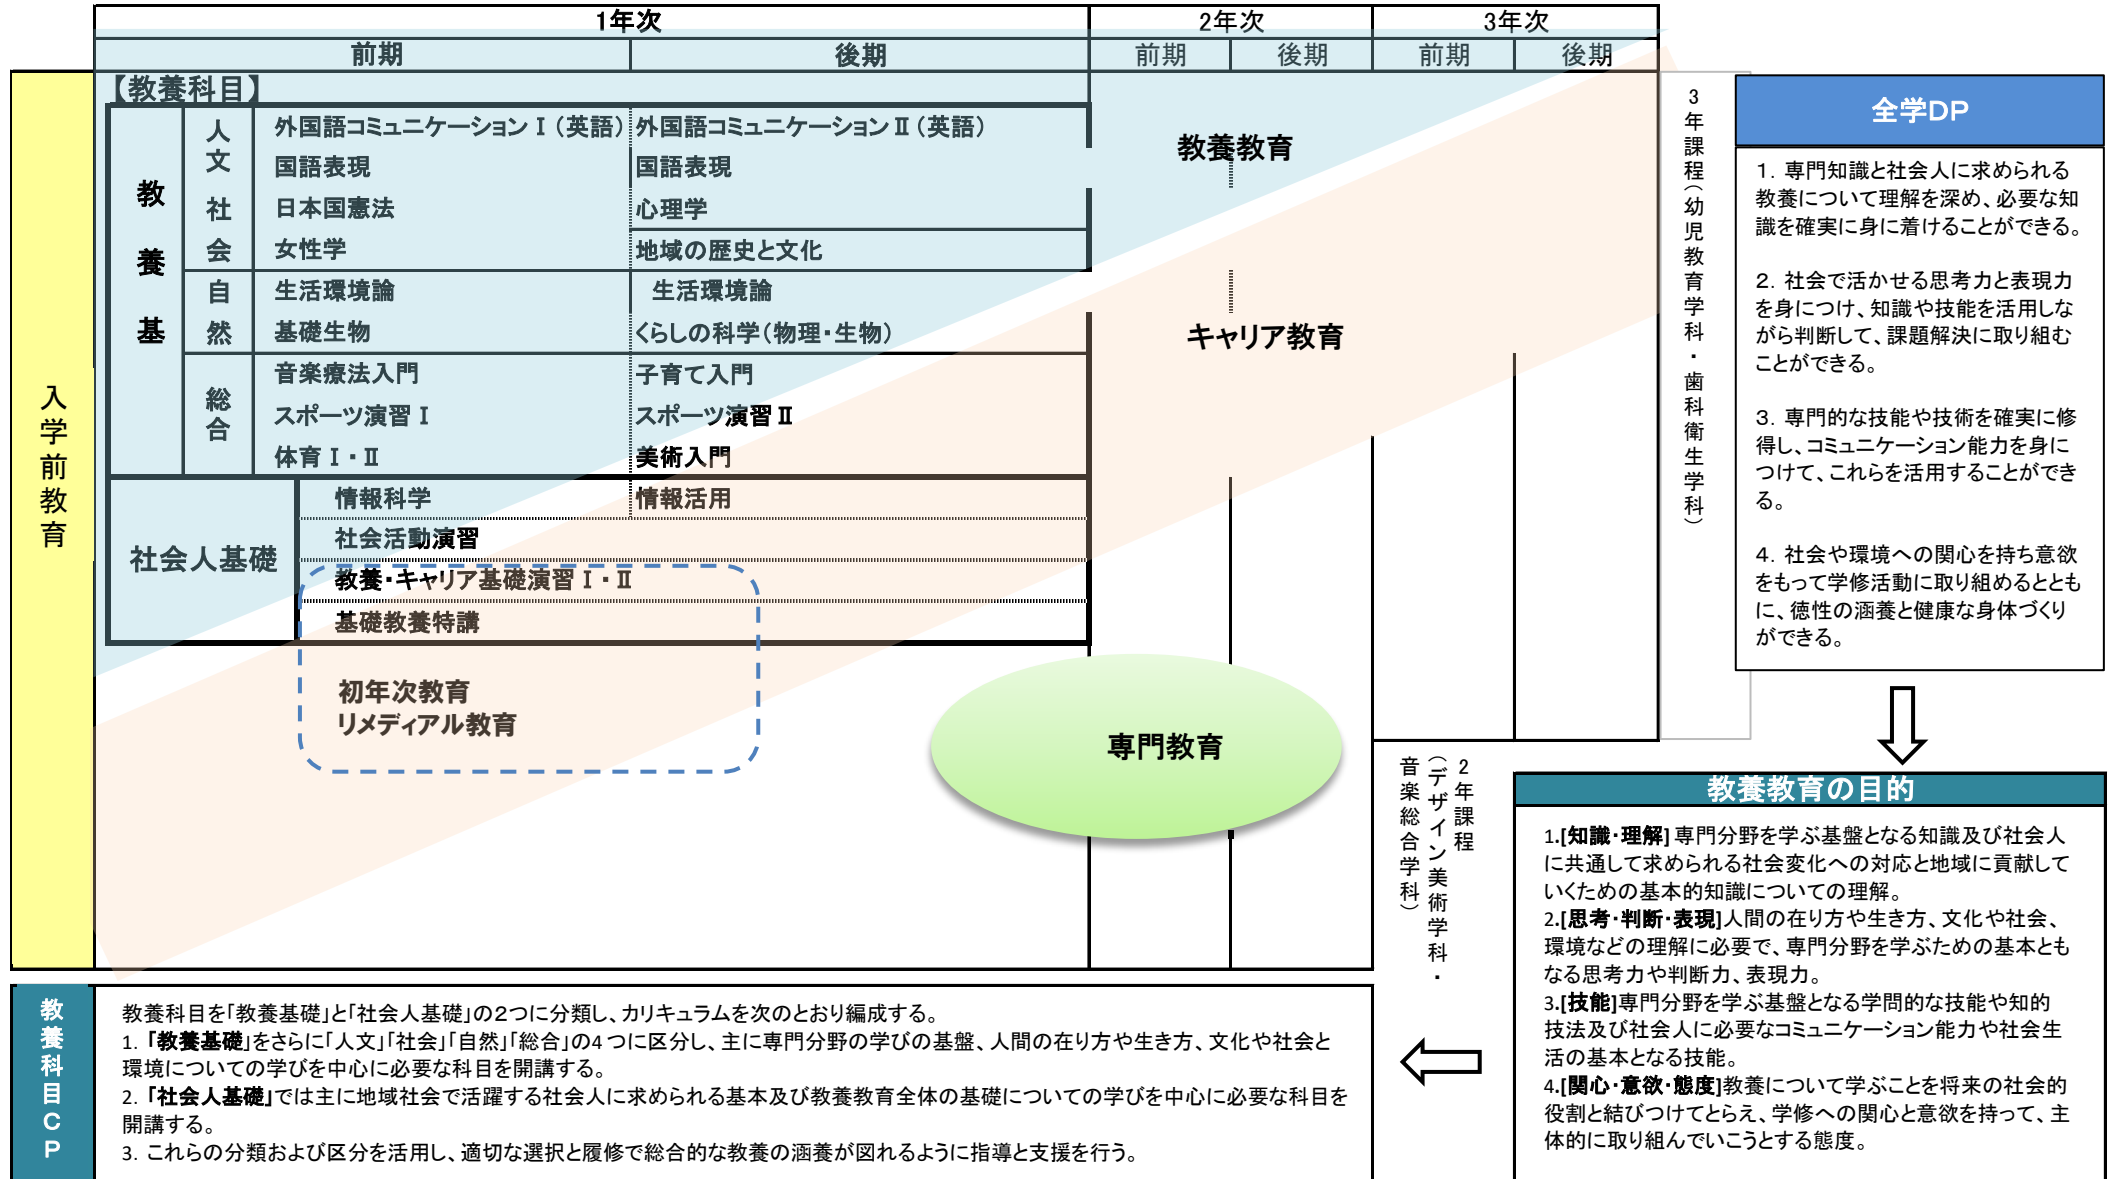 1年次
2年次
3年次
前期
後期
前期
後期
前期
後期
入学前教育
【教養科目】
教養基
人文
社会
自然
総合
外国語コミュニケーションⅠ（英語）
外国語コミュニケーションⅡ（英語）
国語表現
国語表現
日本国憲法
心理学
女性学
地域の歴史と文化
生活環境論
生活環境論
基礎生物
くらしの科学（物理・生物）
音楽療法入門
子育て入門
スポーツ演習Ⅰ
スポーツ演習Ⅱ
体育Ⅰ・Ⅱ
美術入門
社会人基礎
情報科学
情報活用
社会活動演習
教養・キャリア基礎演習Ⅰ・Ⅱ
基礎教養特講
初年次教育
リメディアル教育
教養教育
キャリア教育
専門教育
3年課程（幼児教育学科・歯科衛生学科）
2年課程
（デザイン美術学科・
音楽総合学科）
全学DP
1．専門知識と社会人に求められる
教養について理解を深め、必要な知
識を確実に身に着けることができる。
2．社会で活かせる思考力と表現力
を身につけ、知識や技能を活用しな
がら判断して、課題解決に取り組む
ことができる。
3．専門的な技能や技術を確実に修
得し、コミュニケーション能力を身に
つけて、これらを活用することができ
る。
4．社会や環境への関心を持ち意欲
をもって学修活動に取り組めるととも
に、徳性の涵養と健康な身体づくり
ができる。
教養教育の目的
1.[知識・理解] 専門分野を学ぶ基盤となる知識及び社会人
に共通して求められる社会変化への対応と地域に貢献して
いくための基本的知識についての理解。
2.[思考・判断・表現]人間の在り方や生き方、文化や社会、
環境などの理解に必要で、専門分野を学ぶための基本とも
なる思考力や判断力、表現力。
3.[技能]専門分野を学ぶ基盤となる学問的な技能や知的
技法及び社会人に必要なコミュニケーション能力や社会生
活の基本となる技能。
4.[関心・意欲・態度]教養について学ぶことを将来の社会的
役割と結びつけてとらえ、学修への関心と意欲を持って、主
体的に取り組んでいこうとする態度。
教養科目CP
教養科目を「教養基礎」と「社会人基礎」の2つに分類し、カリキュラムを次のとおり編成する。
1. 「教養基礎」をさらに「人文」「社会」「自然」「総合」の4つに区分し、主に専門分野の学びの基盤、人間の在り方や生き方、文化や社会と
環境についての学びを中心に必要な科目を開講する。
2. 「社会人基礎」では主に地域社会で活躍する社会人に求められる基本及び教養教育全体の基礎についての学びを中心に必要な科目を
開講する。
3. これらの分類および区分を活用し、適切な選択と履修で総合的な教養の涵養が図れるように指導と支援を行う。